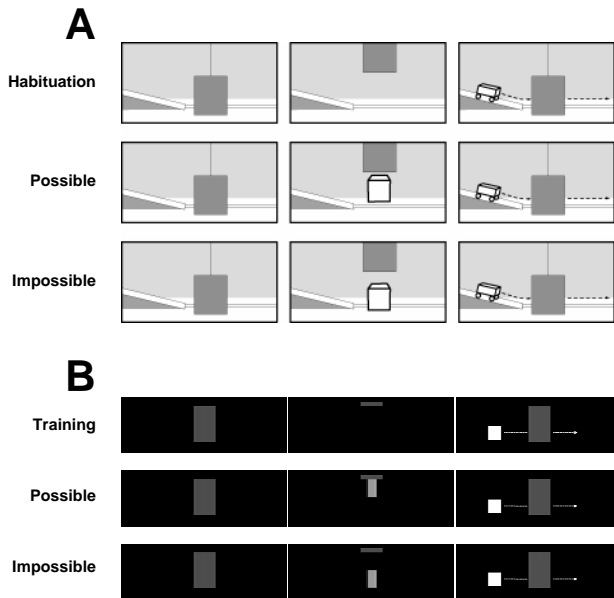 A
Habituation
Possible
Impossible
B
Training
Possible
Impossible